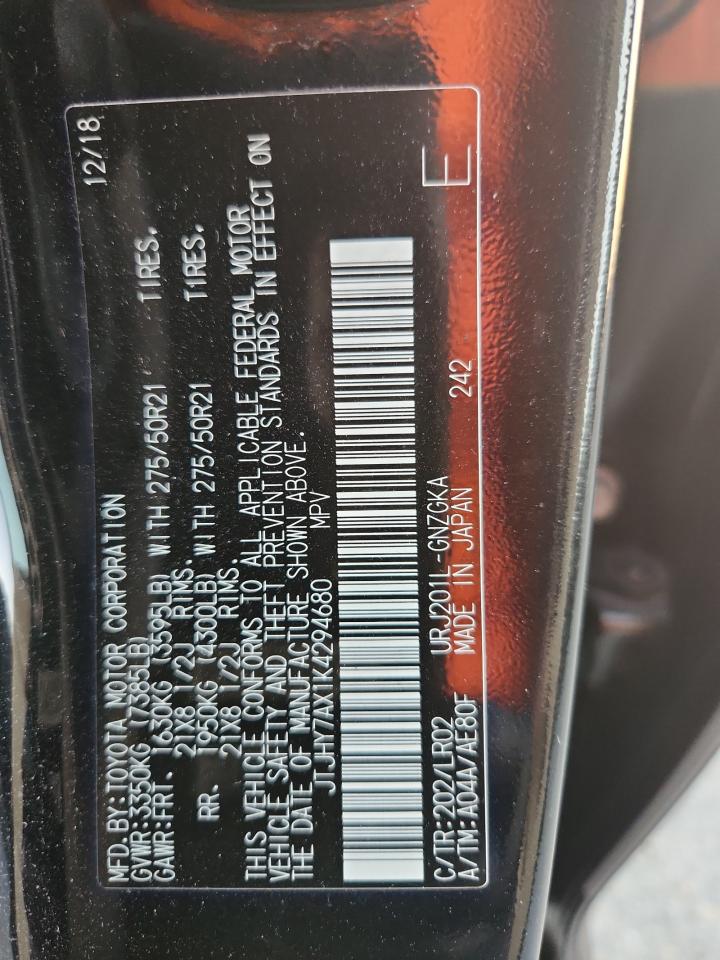 MFD. BY: TOYOTA MOTOR CORPORATION 12/18
GVWR: 3350KG (7385LB)
GAWR: FRT. 1630KG (3595LB) WITH 275/50R21 TIRES.
21X8 1/2J RIMS.
RR. 1950KG (4300LB) WITH 275/50R21 TIRES.
21X8 1/2J RIMS.
THIS VEHICLE CONFORMS TO ALL APPLICABLE FEDERAL MOTOR
VEHICLE SAFETY AND THEFT PREVENTION STANDARDS IN EFFECT ON
THE DATE OF MANUFACTURE SHOWN ABOVE.
JTJHY7AX1K4294680 MPV
C/TR: 202/LR02 URJ201L-GNZGKA
A/TM: A04A/AE80F MADE IN JAPAN 242
E